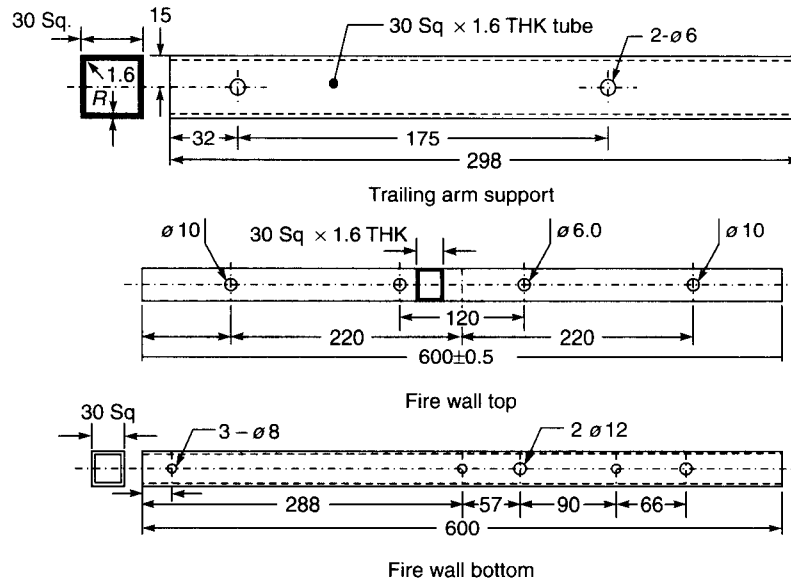 30 Sq.
15
30 Sq × 1.6 THK tube
2-ø6
1.6
R
32
175
298
Trailing arm support
ø10
30 Sq × 1.6 THK
ø6.0
ø10
120
220
220
600±0.5
Fire wall top
30 Sq
3 – ø8
2 ø12
288
57
90
66
600
Fire wall bottom